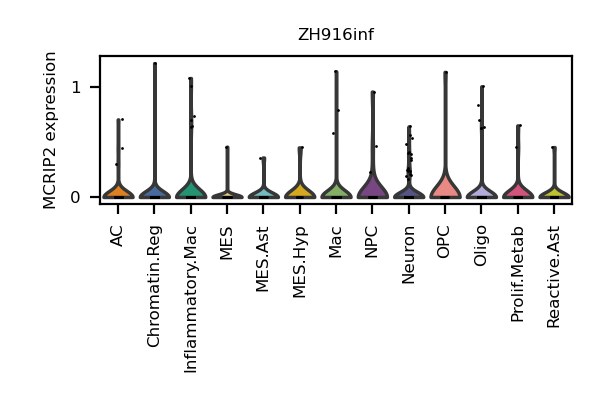 ZH916inf
MCRIP2 expression
1
0
AC
Chromatin.Reg
Inflammatory.Mac
MES
MES.Ast
MES.Hyp
Mac
NPC
Neuron
OPC
Oligo
Prolif.Metab
Reactive.Ast